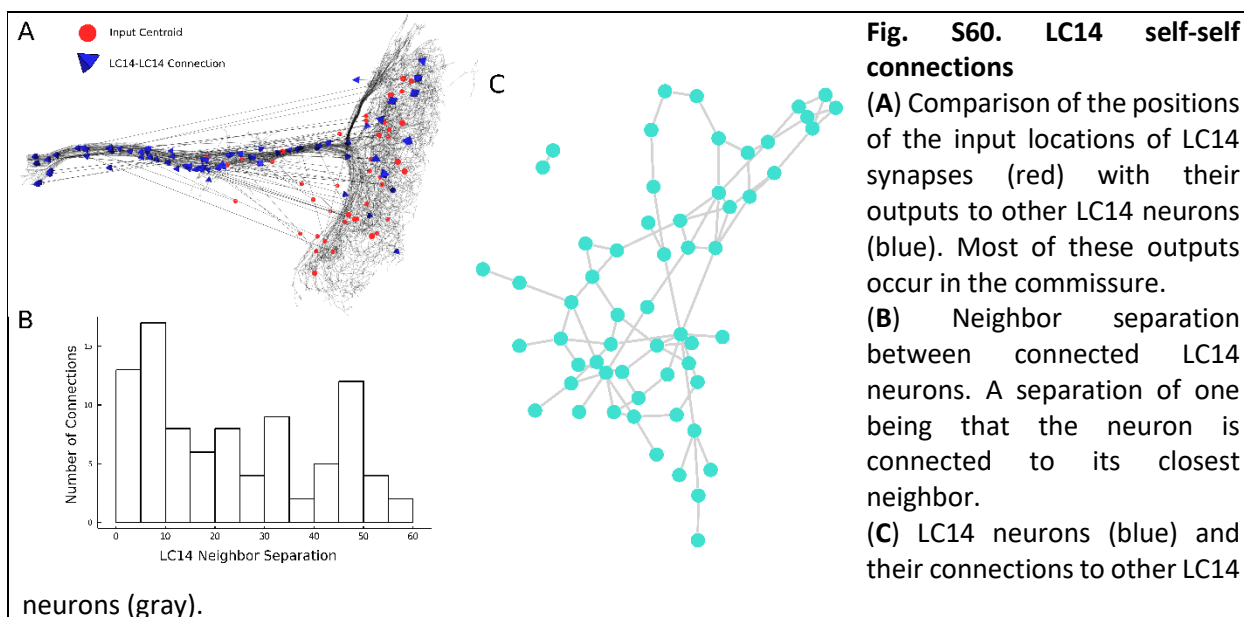 A
Input Centroid
LC14-LC14 Connection
B
Number of Connections
15
10
5
0
0 10 20 30 40 50 60
LC14 Neighbor Separation
C
Fig. S60. LC14 self-self
connections
(A) Comparison of the positions
of the input locations of LC14
synapses (red) with their
outputs to other LC14 neurons
(blue). Most of these outputs
occur in the commissure.
(B) Neighbor separation
between connected LC14
neurons. A separation of one
being that the neuron is
connected to its closest
neighbor.
(C) LC14 neurons (blue) and
their connections to other LC14
neurons (gray).